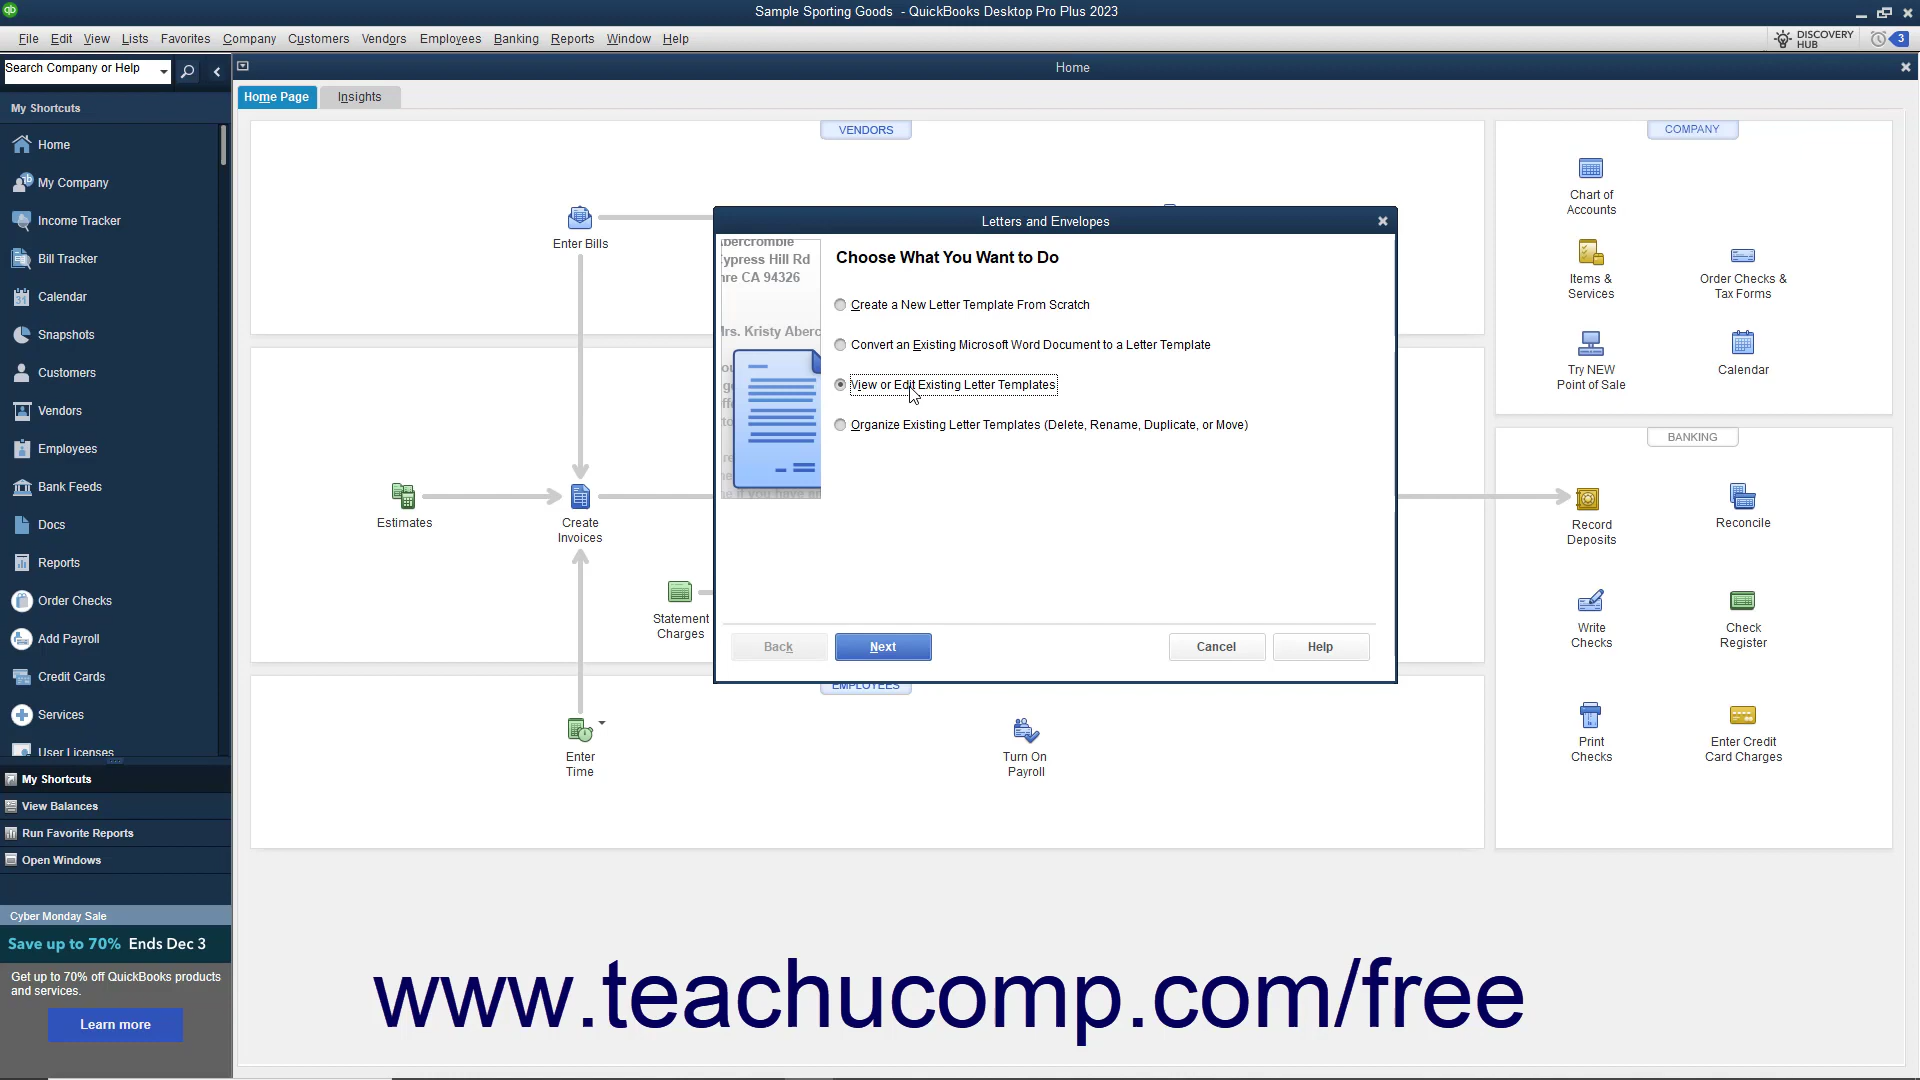 Sample Sporting Goods - QuickBooks Desktop Pro Plus 2023
File Edit View Lists Favorites Company Customers Vendors Employees Banking Reports Window Help
DISCOVERY
HUB
3
Search Company or Help
Home
My Shortcuts
Home
My Company
Income Tracker
Bill Tracker
Calendar
Snapshots
Customers
Vendors
Employees
Bank Feeds
Docs
Reports
Order Checks
Add Payroll
Credit Cards
Services
User Licenses
My Shortcuts
View Balances
Run Favorite Reports
Open Windows
Cyber Monday Sale
Save up to 70% Ends Dec 3
Get up to 70% off QuickBooks products
and services.
Learn more
Home Page Insights
VENDORS
Enter Bills
Estimates
Create
Invoices
Statement
Charges
EMPLOYEES
Enter
Time
Turn On
Payroll
Letters and Envelopes
ypress Hill Rd
CA 94326
Mrs. Kristy Aberc
Choose What You Want to Do
Create a New Letter Template From Scratch
Convert an Existing Microsoft Word Document to a Letter Template
View or Edit Existing Letter Templates
Organize Existing Letter Templates (Delete, Rename, Duplicate, or Move)
Back Next Cancel Help
COMPANY
Chart of
Accounts
Items &
Services
Order Checks &
Tax Forms
Try NEW
Point of Sale
Calendar
BANKING
Record
Deposits
Reconcile
Write
Checks
Check
Register
Print
Checks
Enter Credit
Card Charges
www.teachucomp.com/free